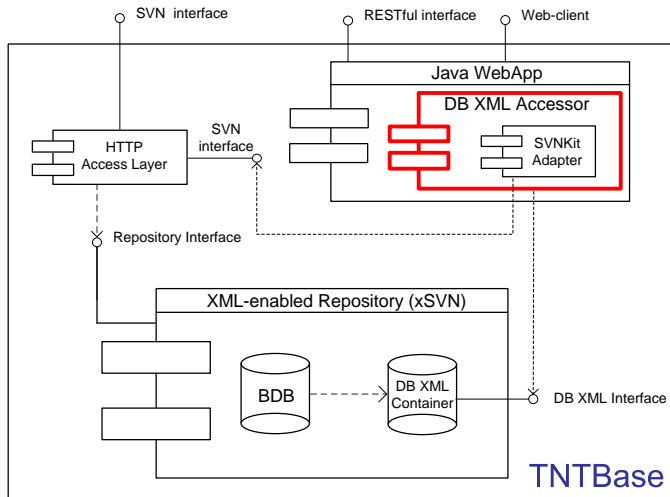 SVN interface
RESTful interface
Web-client
Java WebApp
DB XML Accessor
SVNKit
Adapter
SVN
interface
HTTP
Access Layer
Repository Interface
XML-enabled Repository (xSVN)
BDB
DB XML
Container
DB XML Interface
TNTBase